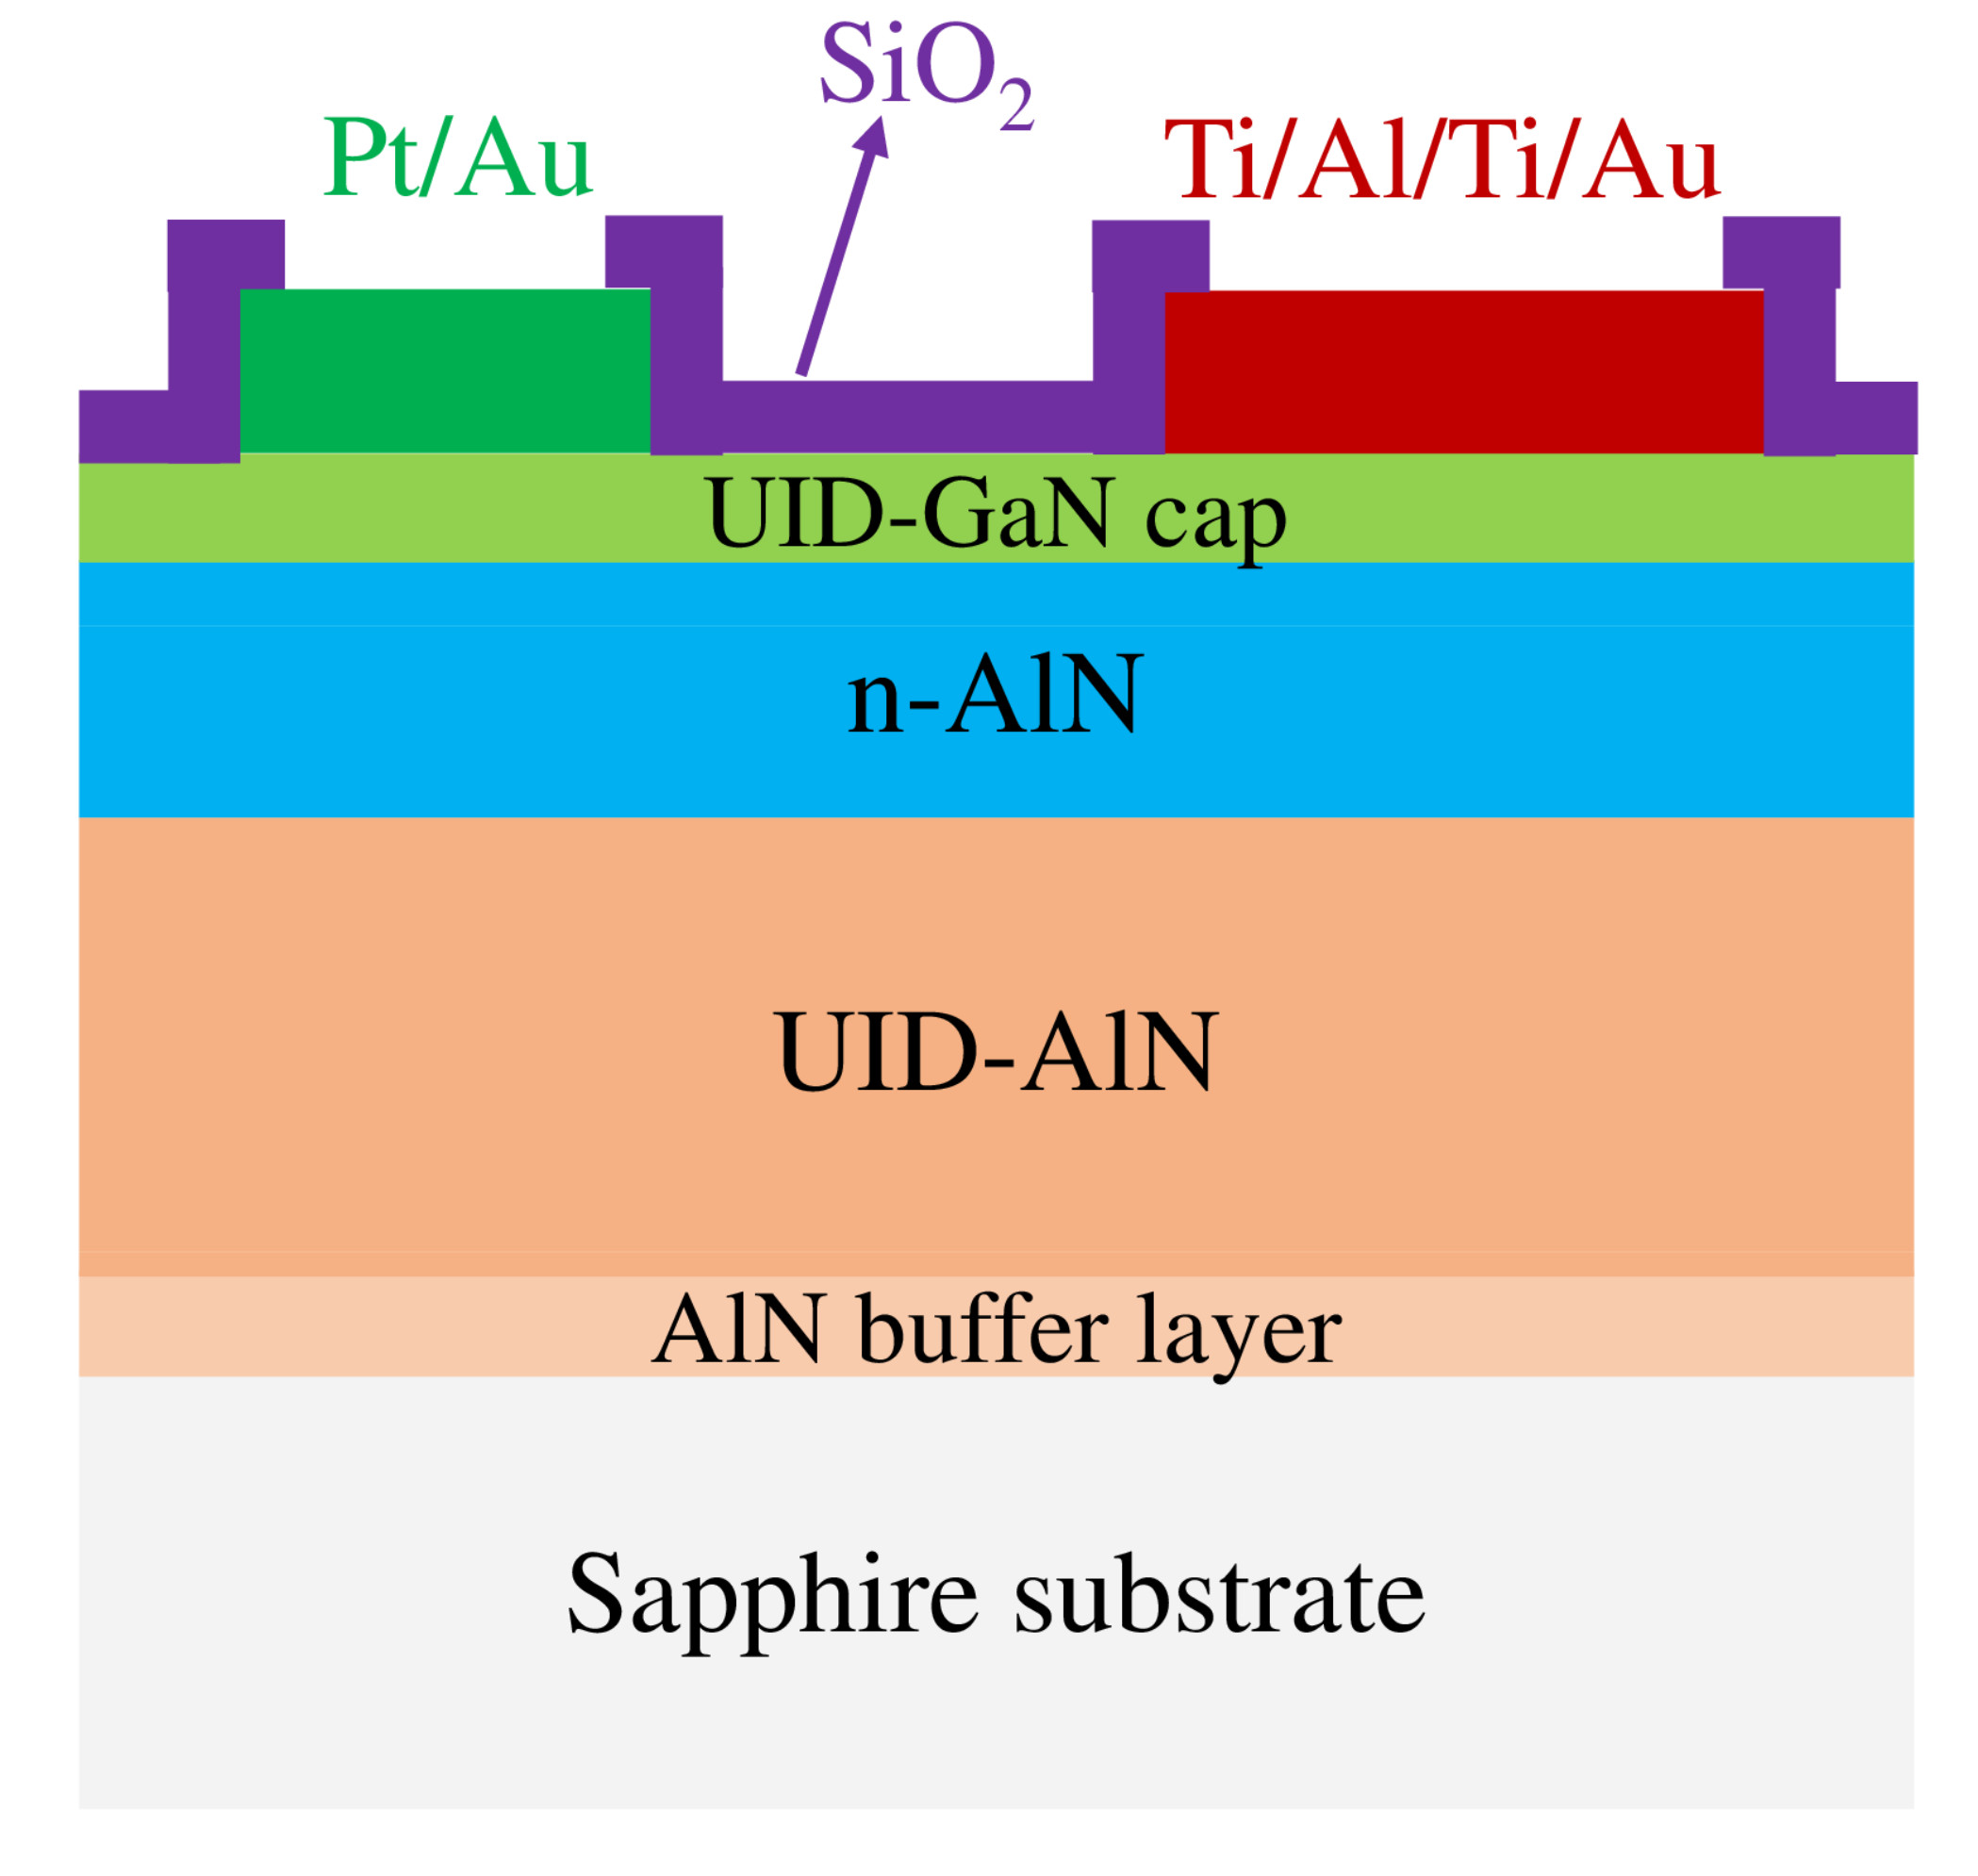 SiO₂
Pt/Au
Ti/Al/Ti/Au
UID-GaN cap
n-AlN
UID-AlN
AlN buffer layer
Sapphire substrate